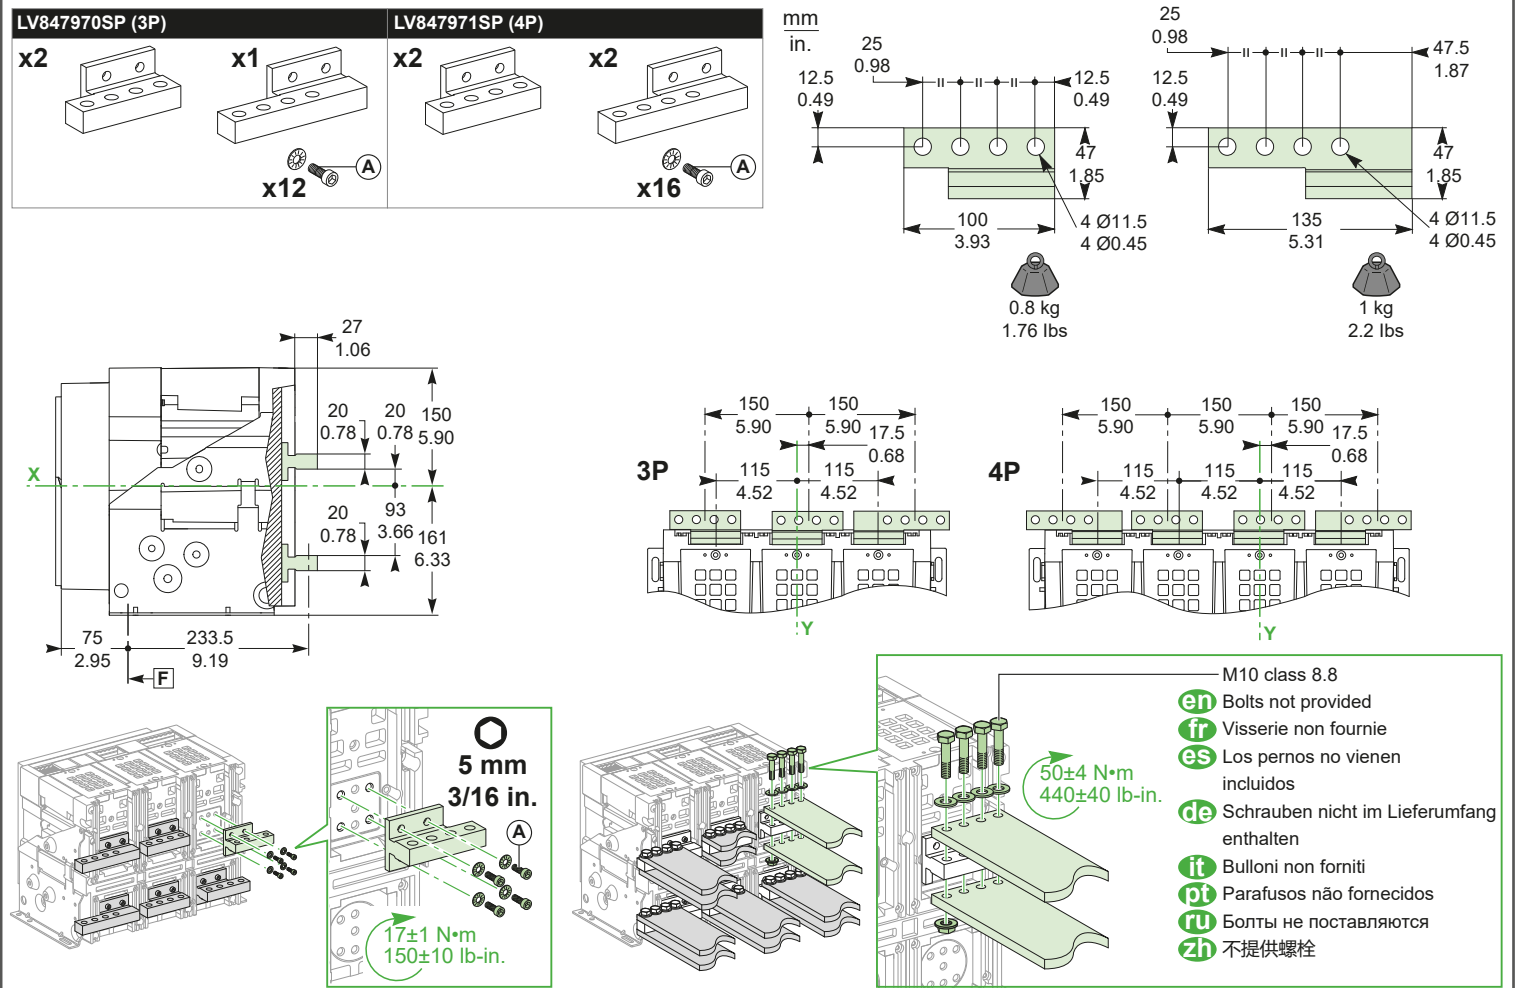 LV847970SP (3P)
LV847971SP (4P)
x2
x1
x2
x2
A
x12
A
x16
mm
in.
25
0.98
12.5
0.49
12.5
0.49
47
1.85
100
3.93
4 Ø11.5
4 Ø0.45
0.8 kg
1.76 lbs
25
0.98
47.5
1.87
12.5
0.49
47
1.85
135
5.31
4 Ø11.5
4 Ø0.45
1 kg
2.2 lbs
27
1.06
20
0.78
20
0.78
150
5.90
X
20
0.78
93
3.66
161
6.33
75
2.95
233.5
9.19
F
3P
150
5.90
150
5.90
17.5
0.68
115
4.52
115
4.52
Y
4P
150
5.90
150
5.90
150
5.90
17.5
0.68
115
4.52
115
4.52
115
4.52
Y
5 mm
3/16 in.
A
17±1 N•m
150±10 lb-in.
50±4 N•m
440±40 lb-in.
M10 class 8.8
en Bolts not provided
fr Visserie non fournie
es Los pernos no vienen
incluidos
de Schrauben nicht im Lieferumfang
enthalten
it Bulloni non forniti
pt Parafusos não fornecidos
ru Болты не поставляются
zh 不提供螺栓